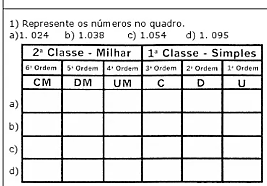 1) Represente os números no quadro.
a)1. 024 b) 1.038 c) 1.054 d) 1. 095
2ª Classe - Milhar 1ª Classe - Simples
6ª Ordem 5ª Ordem 4ª Ordem 3ª Ordem 2ª Ordem 1ª Ordem
CM DM UM C D U
a)
b)
c)
d)